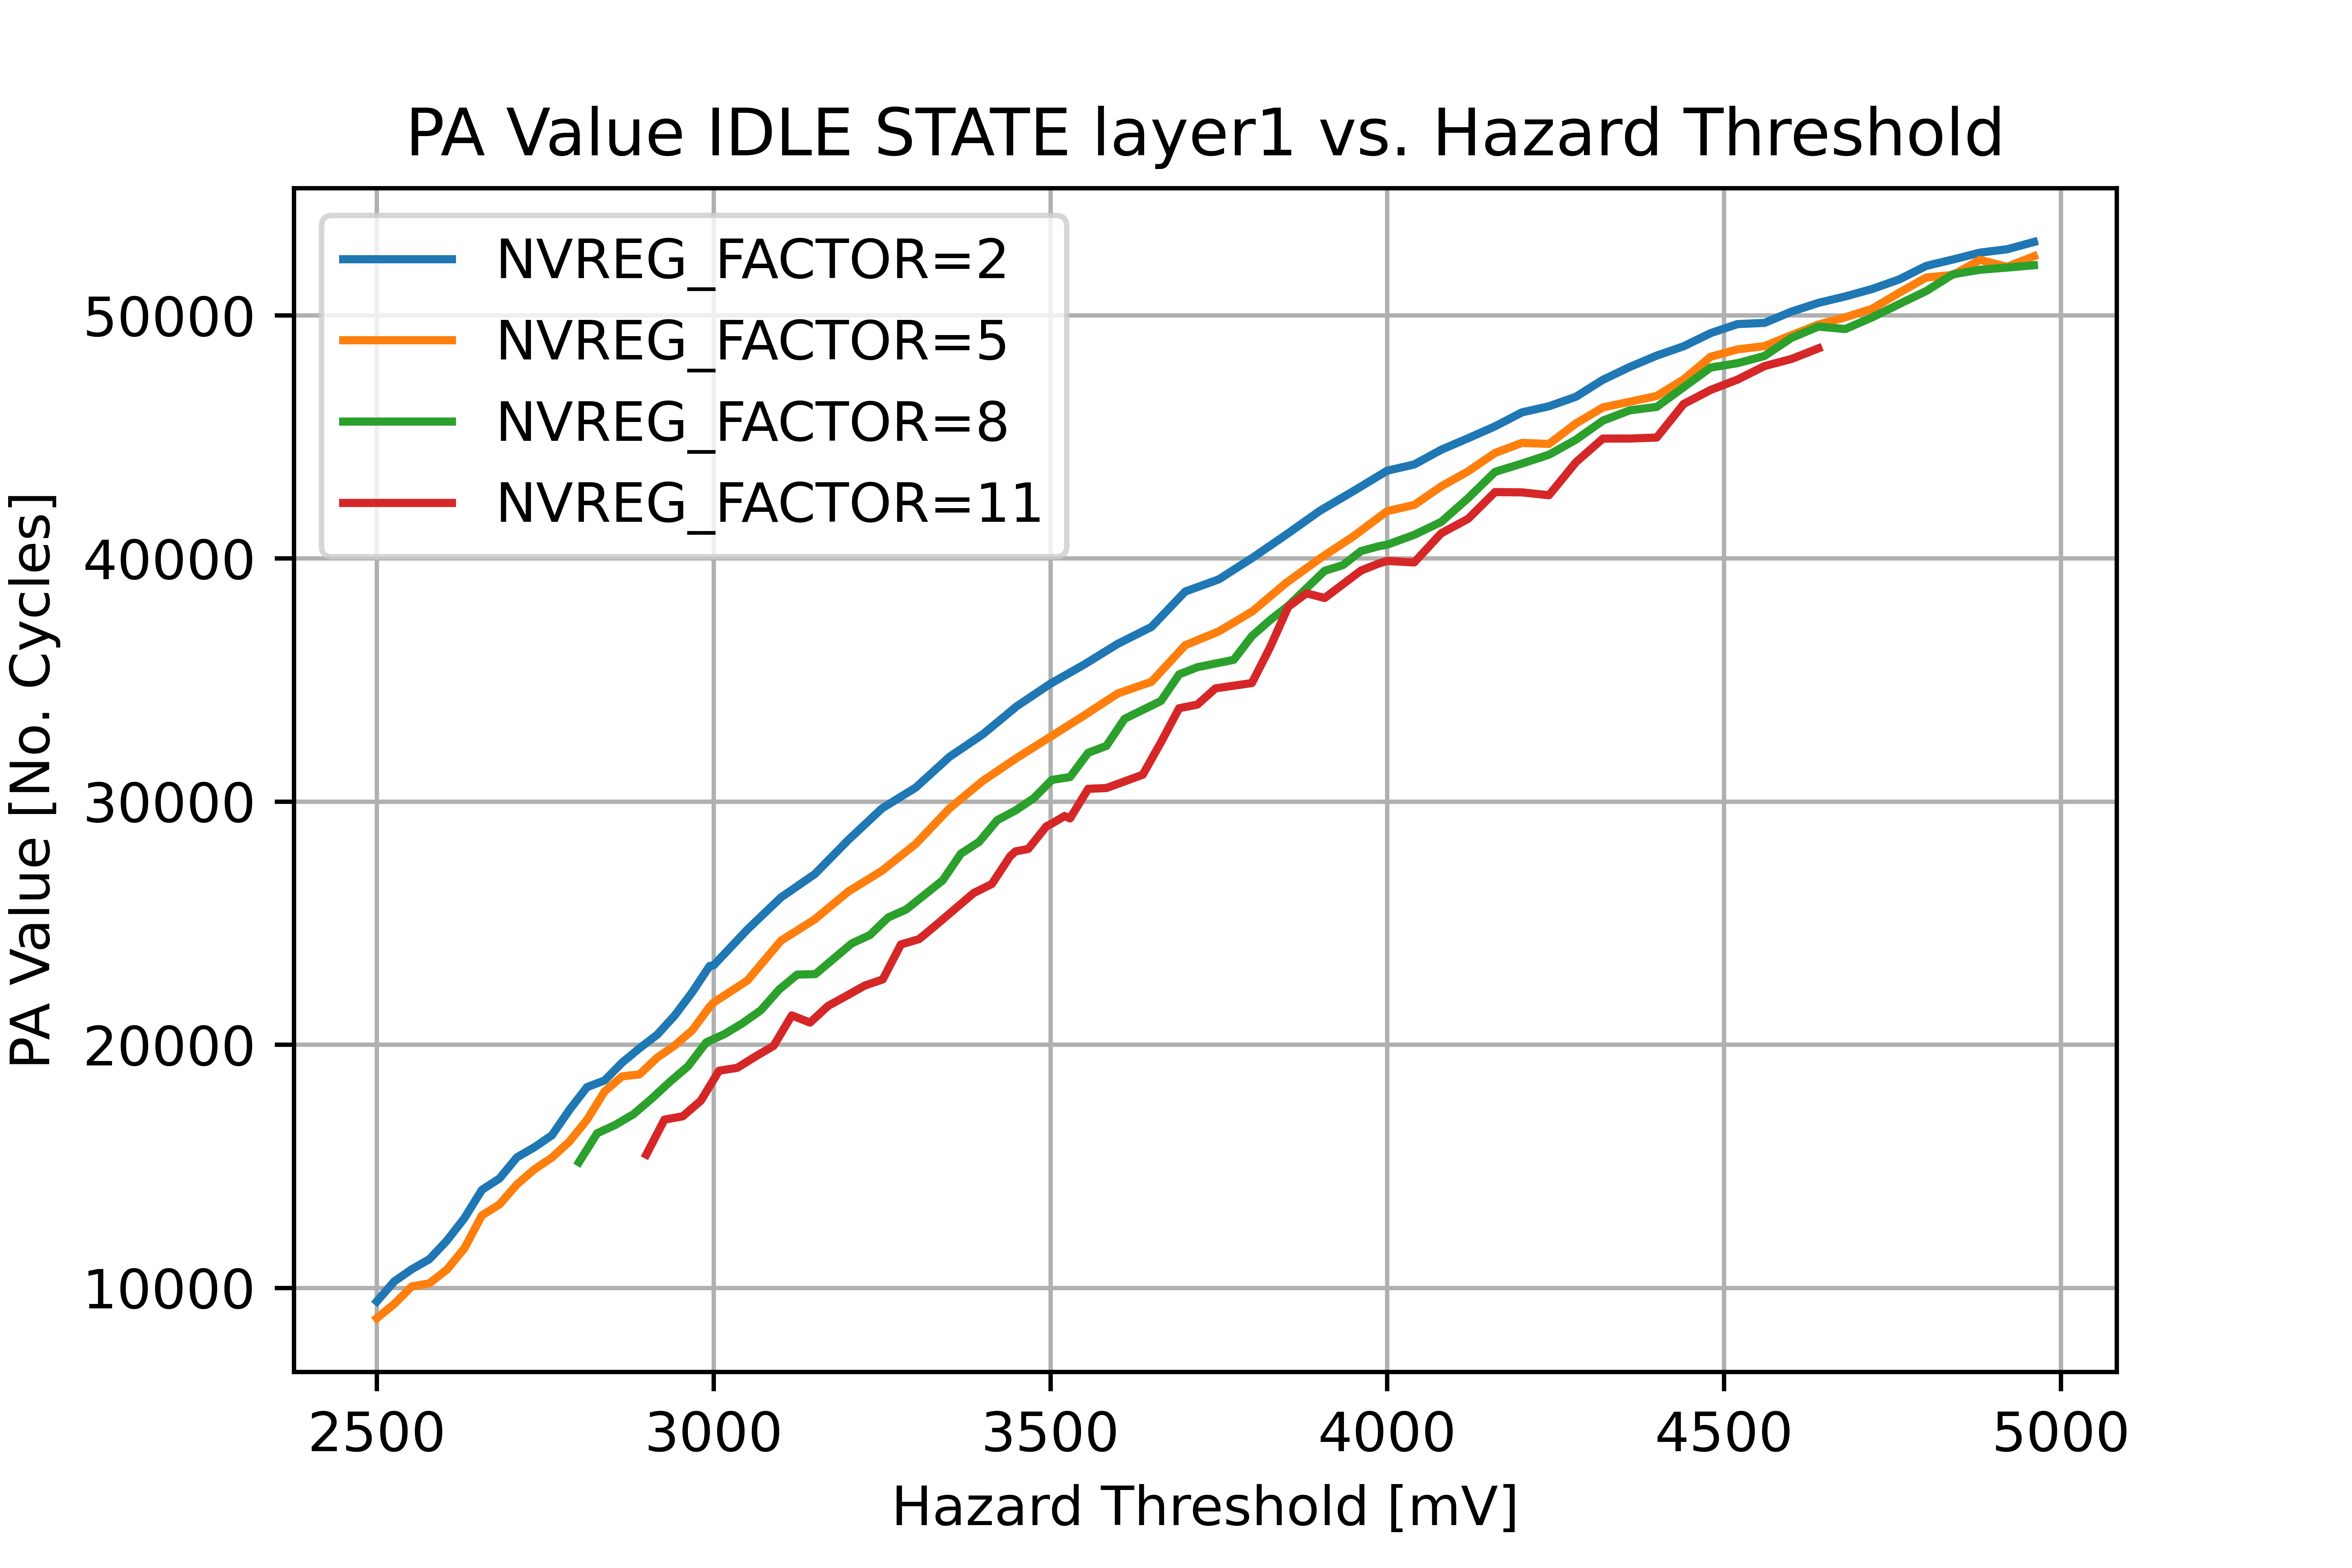 PA Value IDLE STATE layer1 vs. Hazard Threshold
NVREG_FACTOR=2
NVREG_FACTOR=5
NVREG_FACTOR=8
NVREG_FACTOR=11
PA Value [No. Cycles]
50000
40000
30000
20000
10000
2500 3000 3500 4000 4500 5000
Hazard Threshold [mV]